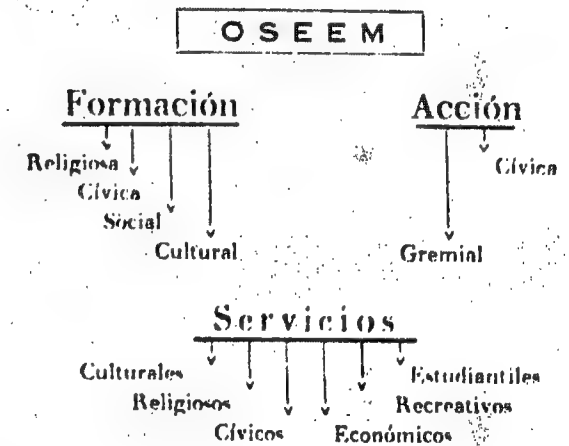 OSEEM
Formación
Religiosa
Cívica
Social
Cultural
Acción
Cívica
Gremial
Servicios
Culturales
Religiosos
Cívicos
Económicos
Recreativos
Estudiantiles